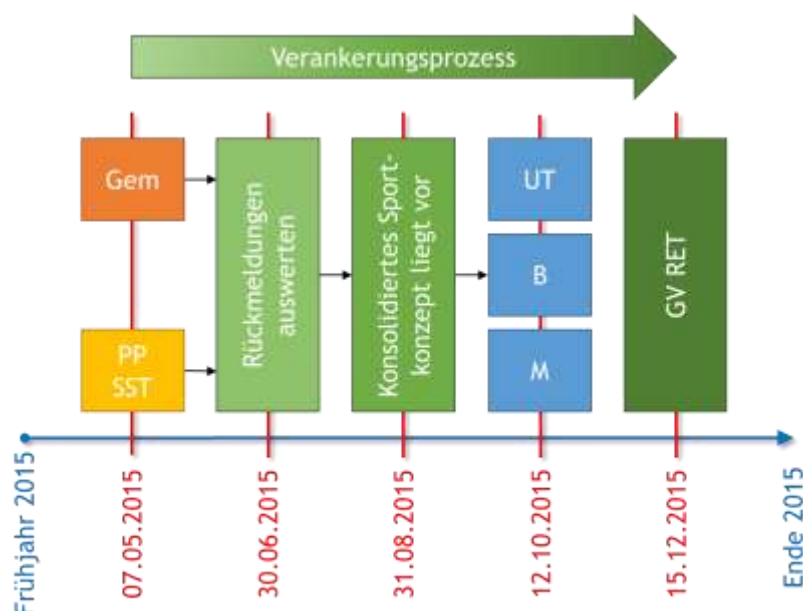 Verankerungsprozess
Gem
PP
SST
Rückmeldungen
auswerten
Konsolidiertes Sport-
konzept liegt vor
UT
B
M
GV RET
Frühjahr 2015
07.05.2015
30.06.2015
31.08.2015
12.10.2015
15.12.2015
Ende 2015